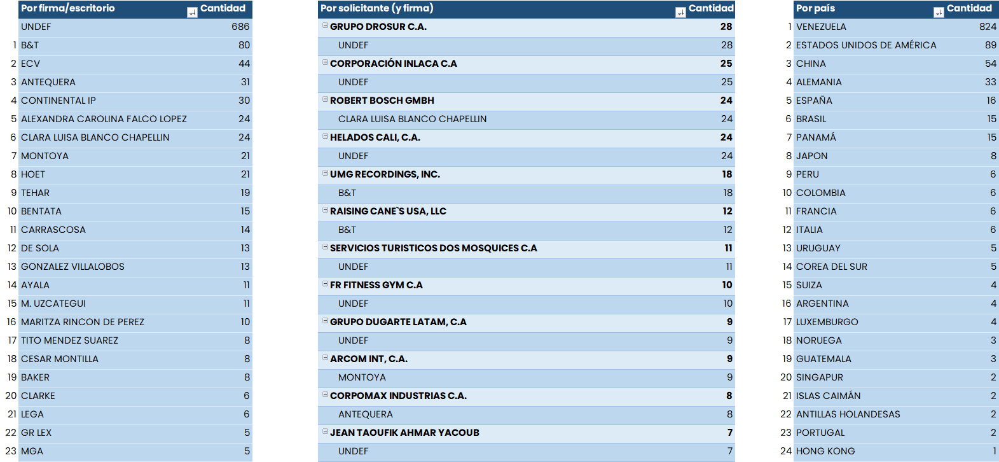 Por firma/escritorio Cantidad
UNDEF 686
1 B&T 80
2 ECV 44
3 ANTEQUERA 31
4 CONTINENTAL IP 30
5 ALEXANDRA CAROLINA FALCO LOPEZ 24
6 CLARA LUISA BLANCO CHAPELLIN 24
7 MONTOYA 21
8 HOET 21
9 TEHAR 19
10 BENTATA 15
11 CARRASCOSA 14
12 DE SOLA 13
13 GONZALEZ VILLALOBOS 13
14 AYALA 11
15 M. UZCATEGUI 11
16 MARITZA RINCON DE PEREZ 10
17 TITO MENDEZ SUAREZ 8
18 CESAR MONTILLA 8
19 BAKER 8
20 CLARKE 6
21 LEGA 6
22 GR LEX 5
23 MGA 5
Por solicitante (y firma) Cantidad
GRUPO DROSUR C.A. 28
UNDEF 28
CORPORACIÓN INLACA C.A 25
UNDEF 25
ROBERT BOSCH GMBH 24
CLARA LUISA BLANCO CHAPELLIN 24
HELADOS CALI, C.A. 24
UNDEF 24
UMG RECORDINGS, INC. 18
B&T 18
RAISING CANE`S USA, LLC 12
B&T 12
SERVICIOS TURISTICOS DOS MOSQUICES C.A 11
UNDEF 11
FR FITNESS GYM C.A 10
UNDEF 10
GRUPO DUGARTE LATAM, C.A 9
UNDEF 9
ARCOM INT, C.A. 9
MONTOYA 9
CORPOMAX INDUSTRIAS C.A. 8
ANTEQUERA 8
JEAN TAOUFIK AHMAR YACOUB 7
UNDEF 7
Por país Cantidad
1 VENEZUELA 824
2 ESTADOS UNIDOS DE AMÉRICA 89
3 CHINA 54
4 ALEMANIA 33
5 ESPAÑA 16
6 BRASIL 15
7 PANAMÁ 15
8 JAPON 8
9 PERU 6
10 COLOMBIA 6
11 FRANCIA 6
12 ITALIA 6
13 URUGUAY 5
14 COREA DEL SUR 5
15 SUIZA 4
16 ARGENTINA 4
17 LUXEMBURGO 4
18 NORUEGA 3
19 GUATEMALA 3
20 SINGAPUR 2
21 ISLAS CAIMÁN 2
22 ANTILLAS HOLANDESAS 2
23 PORTUGAL 2
24 HONG KONG 1